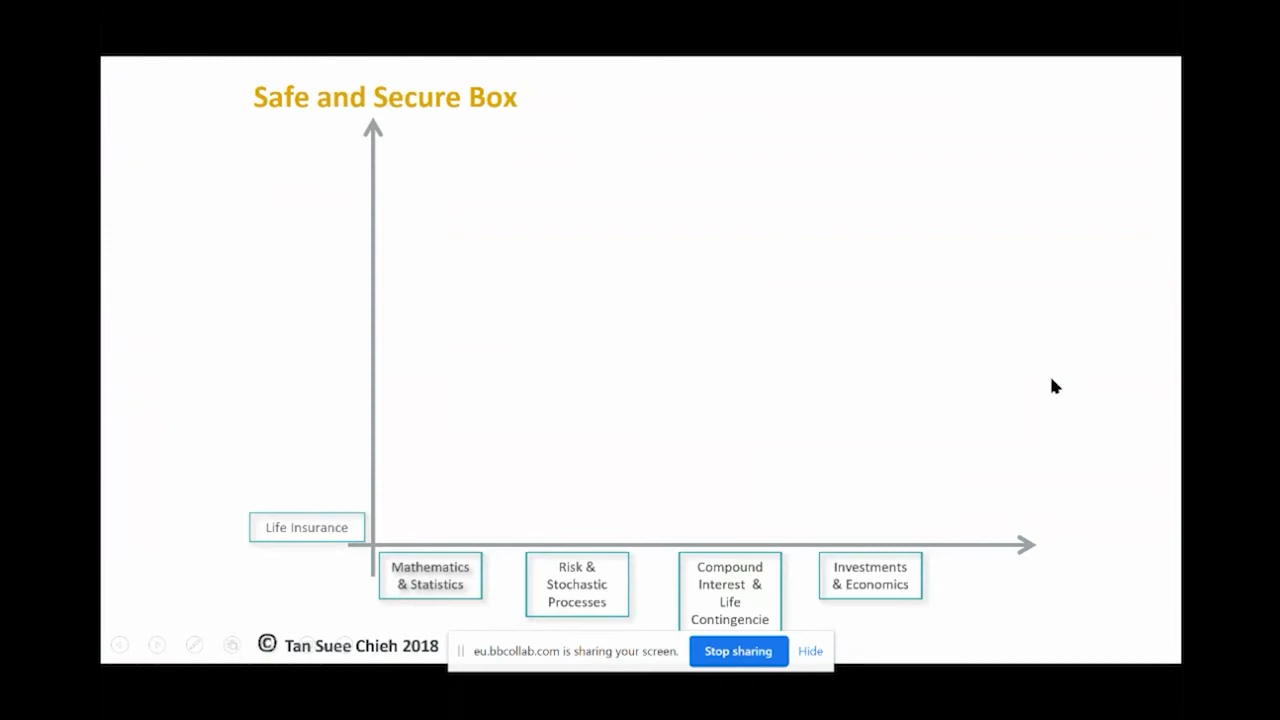 Safe and Secure Box
Life Insurance
Mathematics
& Statistics
Risk &
Stochastic
Processes
Compound
Interest &
Life
Contingencie
Investments
& Economics
© Tan Suee Chieh 2018
eu.bbcollab.com is sharing your screen.
Stop sharing
Hide